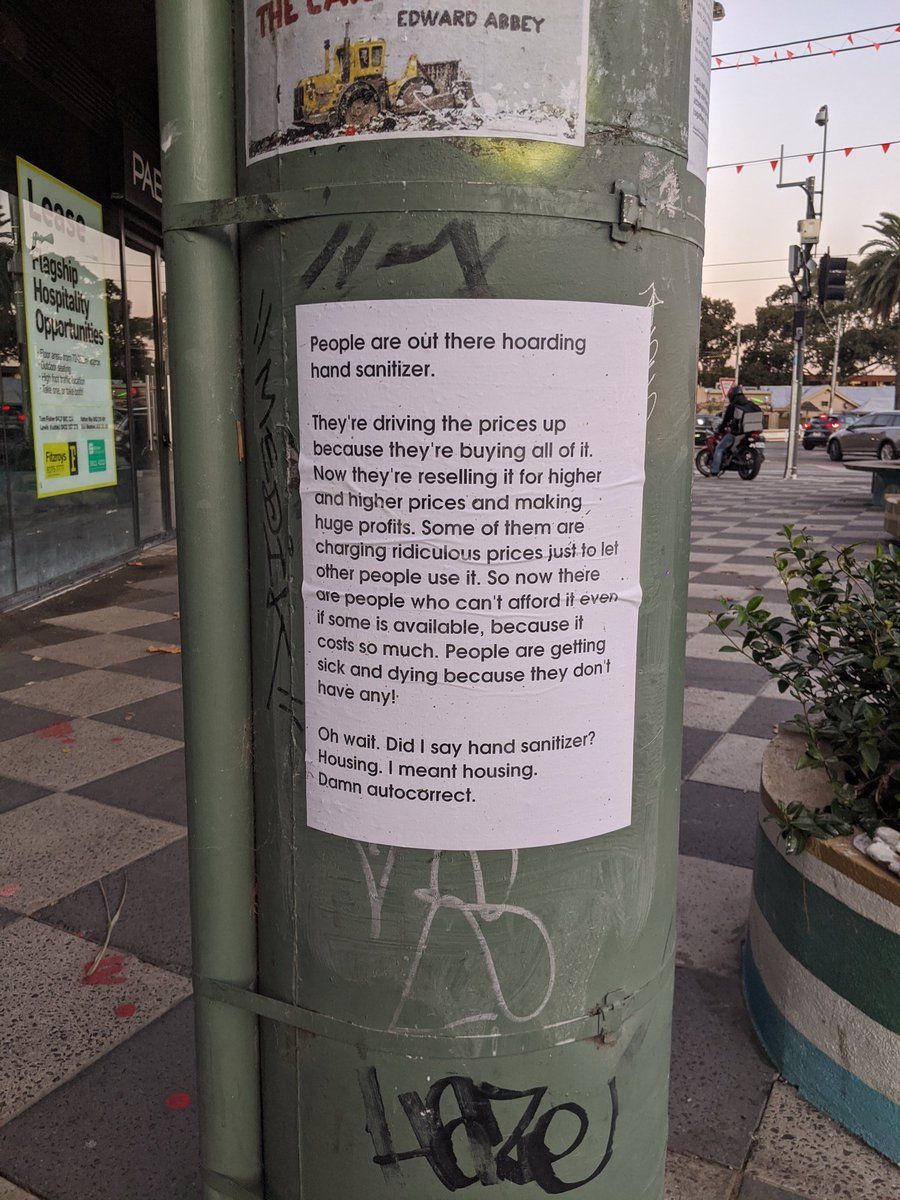 EDWARD ABBEY
PAE
Lease
Flagship
Hospitality
Opportunities
Fitzroys
People are out there hoarding
hand sanitizer.
They're driving the prices up
because they're buying all of it.
Now they're reselling it for higher
and higher prices and making
huge profits. Some of them are
charging ridiculous prices just to let
other people use it. So now there
are people who can't afford it even
if some is available, because it
costs so much. People are getting
sick and dying because they don't
have any!
Oh wait. Did I say hand sanitizer?
Housing. I meant housing.
Damn autocorrect.
Haze